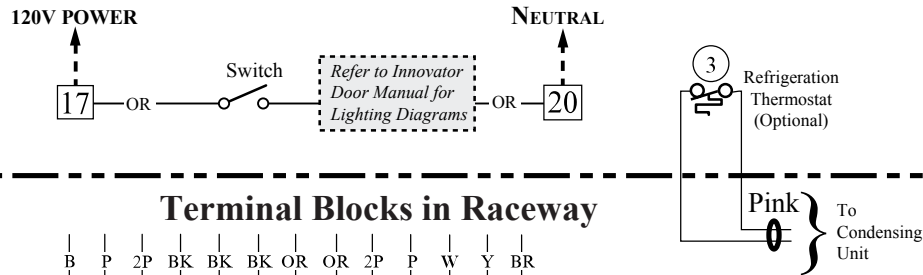 120V POWER
NEUTRAL
Switch
Refer to Innovator
Door Manual for
Lighting Diagrams
17
OR
OR
20
3
Refrigeration
Thermostat
(Optional)
Terminal Blocks in Raceway
Pink
To
Condensing
Unit
B P 2P BK BK BK OR OR 2P P W Y BR